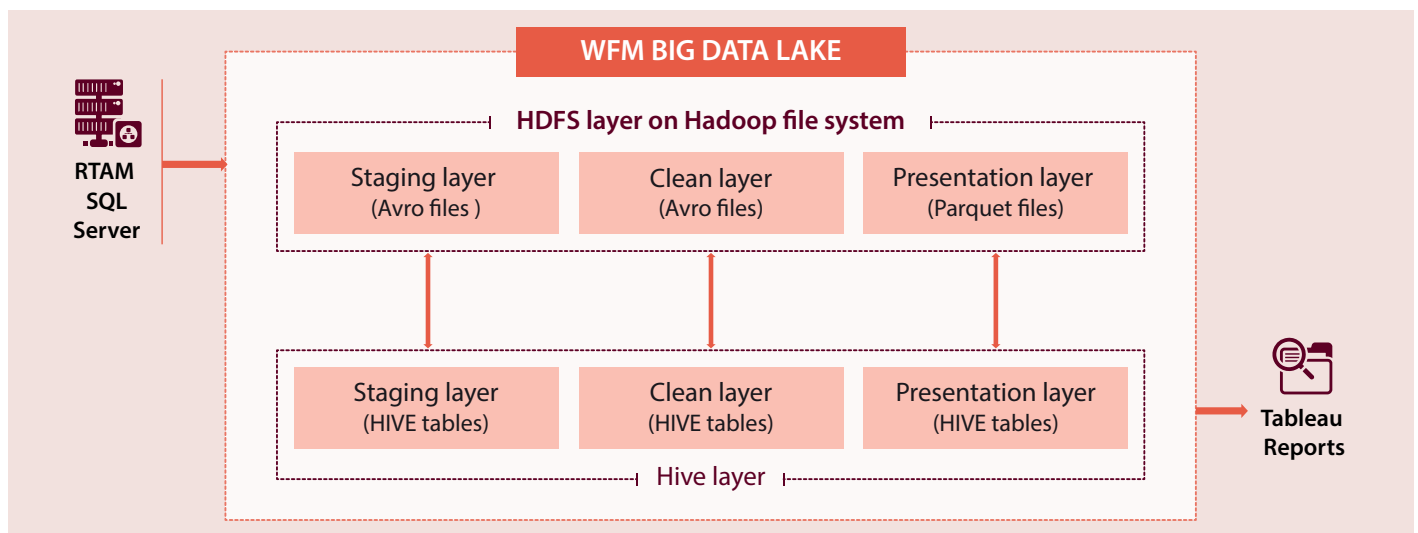 WFM BIG DATA LAKE
HDFS layer on Hadoop file system
RTAM
SQL
Server
Staging layer
(Avro files )
Clean layer
(Avro files)
Presentation layer
(Parquet files)
Staging layer
(HIVE tables)
Clean layer
(HIVE tables)
Presentation layer
(HIVE tables)
Hive layer
Tableau
Reports